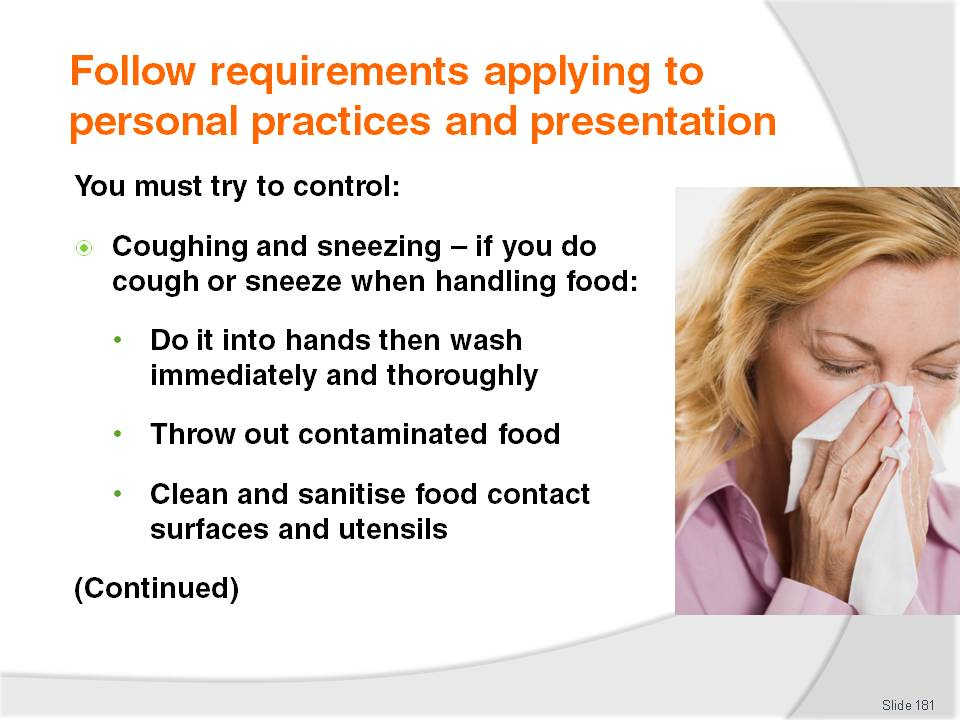 Follow requirements applying to
personal practices and presentation
You must try to control:
Coughing and sneezing – if you do
cough or sneeze when handling food:
• Do it into hands then wash
immediately and thoroughly
• Throw out contaminated food
• Clean and sanitise food contact
surfaces and utensils
(Continued)
Slide 181